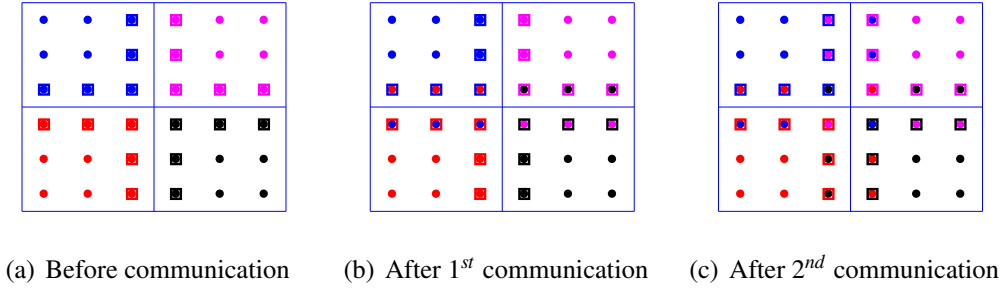 (a) Before communication
(b) After 1st communication
(c) After 2nd communication